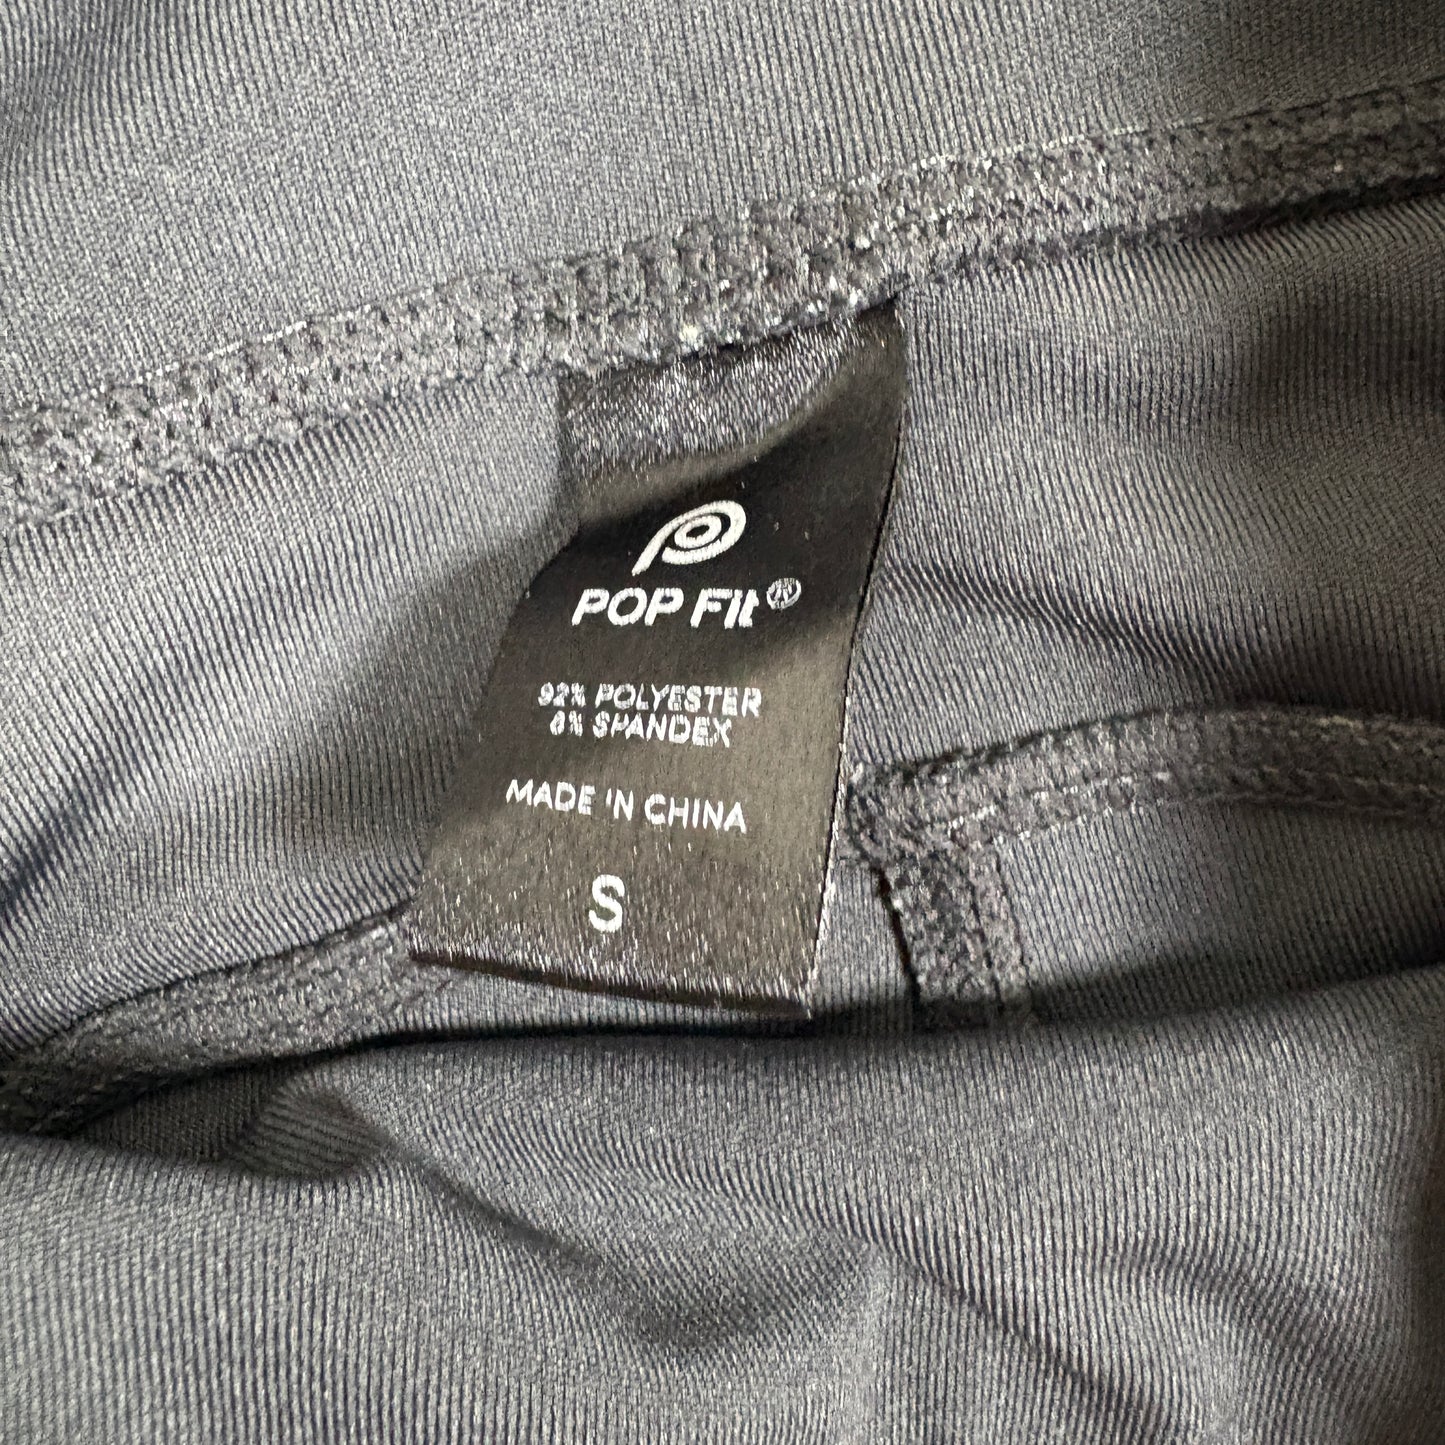 POP Fit®
92% POLYESTER
8% SPANDEX
MADE IN CHINA
S